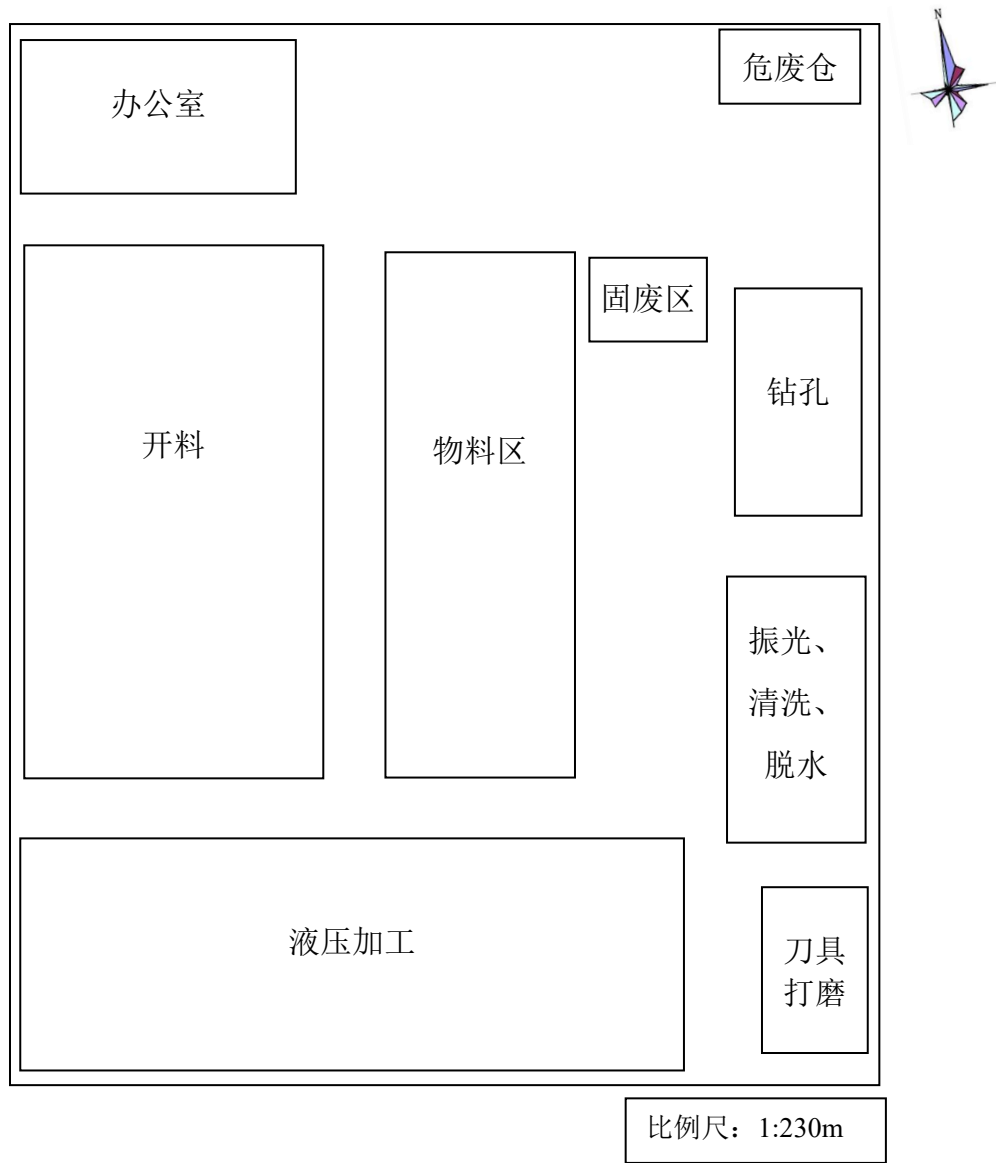 N
危废仓
办公室
固废区
钻孔
开料
物料区
振光、
清洗、
脱水
液压加工
刀具
打磨
比例尺：1:230m